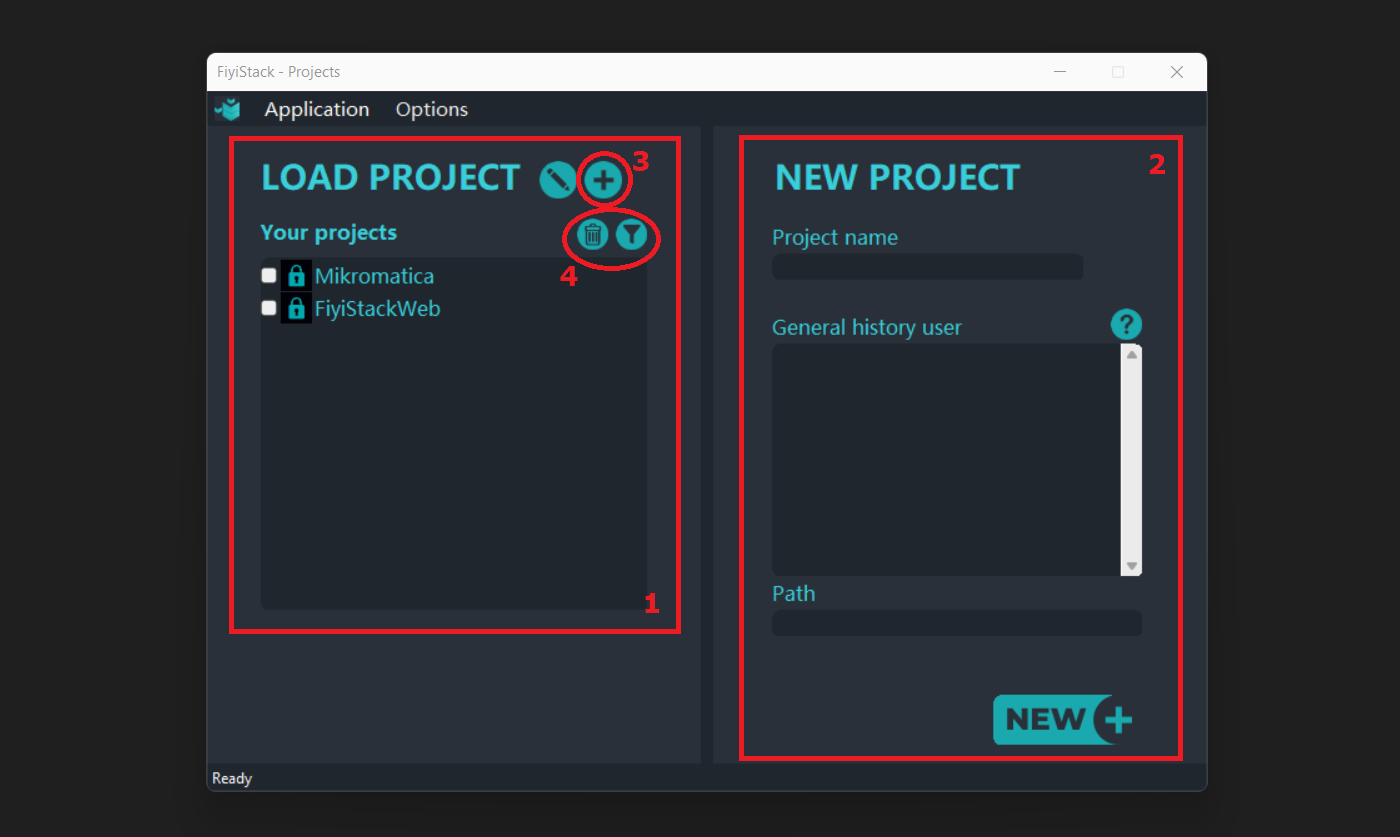 FiyiStack - Projects
Application Options
LOAD PROJECT
3
Your projects
4
Mikromatica
FiyiStackWeb
1
NEW PROJECT
2
Project name
General history user
?
Path
NEW
Ready